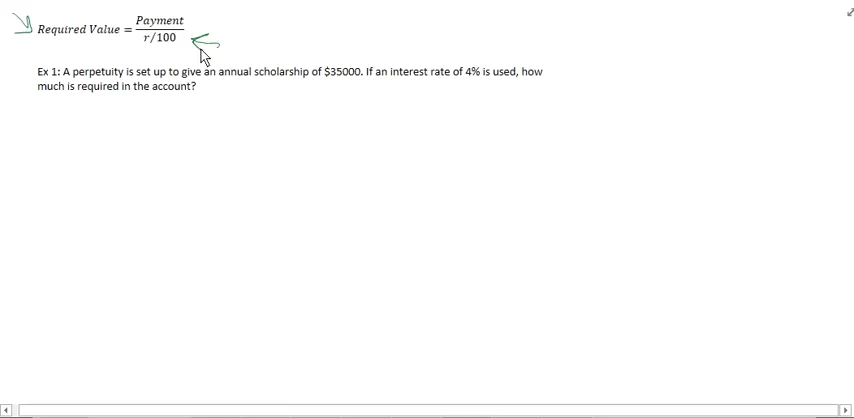 Required Value = Payment / r/100
Ex 1: A perpetuity is set up to give an annual scholarship of $35000. If an interest rate of 4% is used, how
much is required in the account?